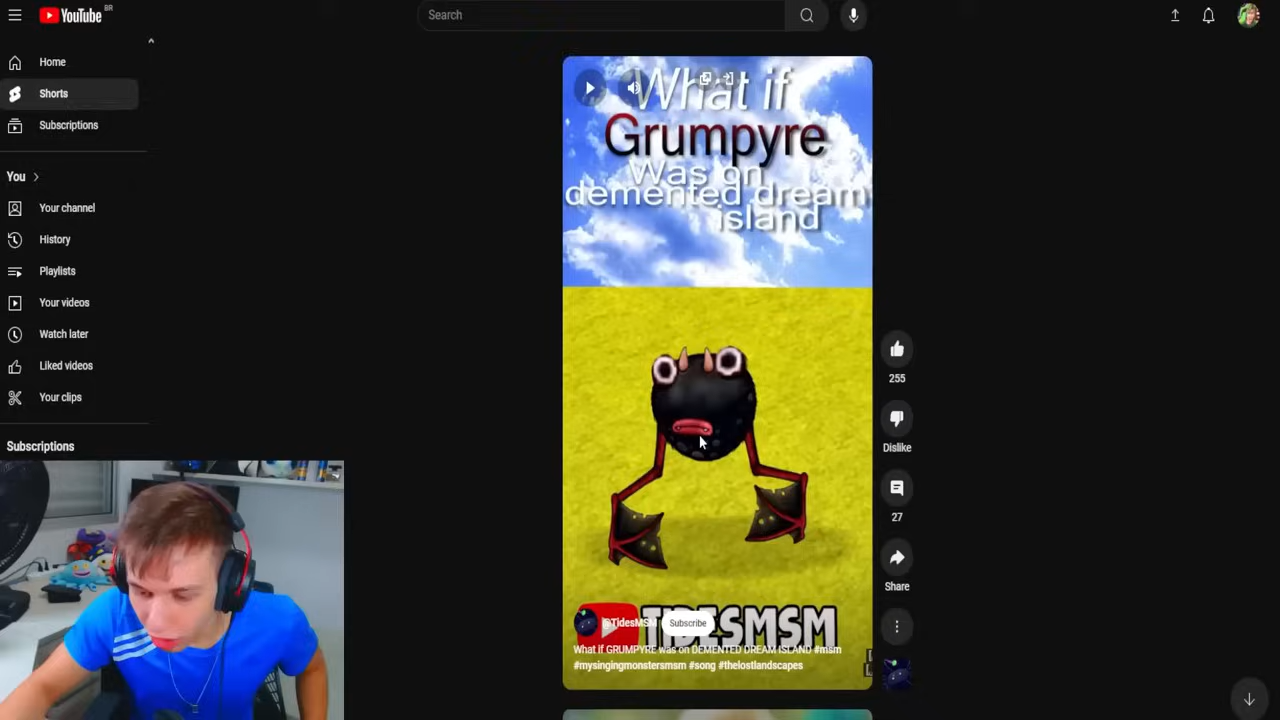 YouTube BR
Search
Home
Shorts
Subscriptions
You
Your channel
History
Playlists
Your videos
Watch later
Liked videos
Your clips
Subscriptions
What if
Grumpyre
Was on
demented dream
island
255
Dislike
27
Share
TIDESMSM
@TidesMSM
Subscribe
What if GRUMPYRE was on DEMENTED DREAM ISLAND #msm
#mysingingmonstersmsm #song #thelostlandscapes